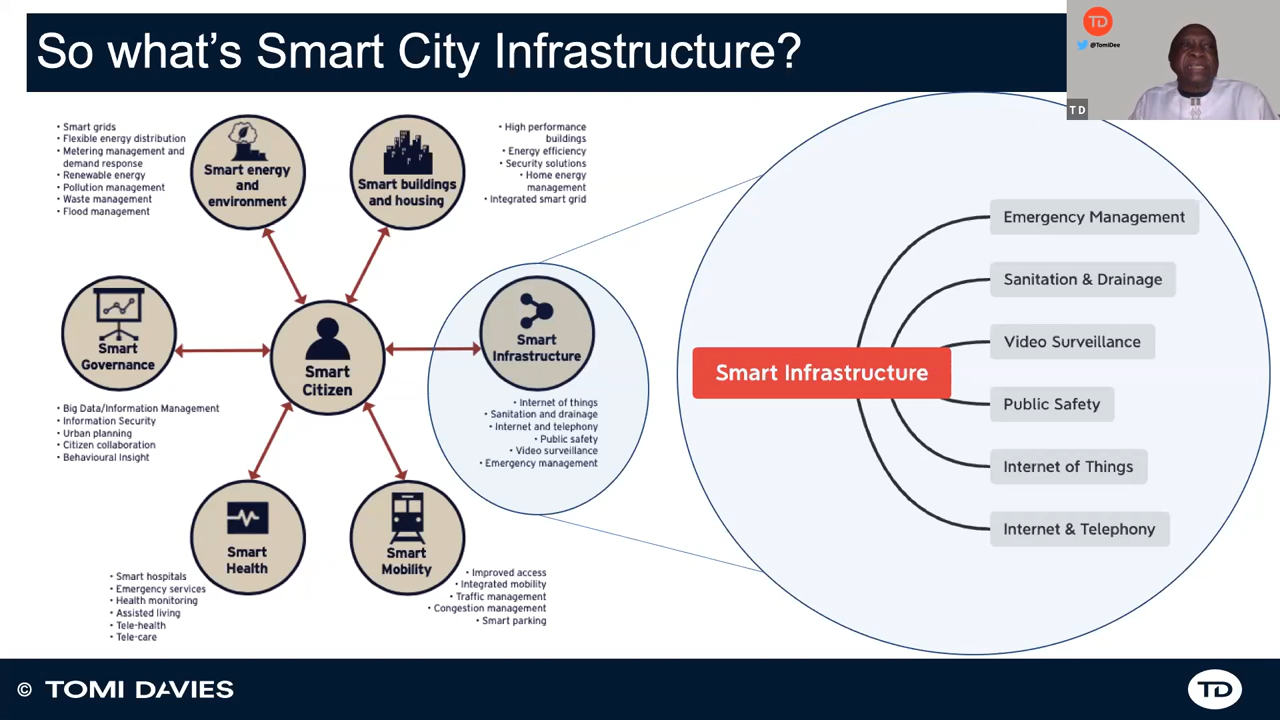 So what's Smart City Infrastructure?
TD
@TomiDee
T D
• Smart grids
• Flexible energy distribution
• Metering management and
demand response
• Renewable energy
• Pollution management
• Waste management
• Flood management
Smart energy
and
environment
Smart buildings
and housing
• High performance
buildings
• Energy efficiency
• Security solutions
• Home energy
management
• Integrated smart grid
Smart
Governance
• Big Data/Information Management
• Information Security
• Urban planning
• Citizen collaboration
• Behavioural Insight
Smart
Citizen
Smart
Infrastructure
• Internet of things
• Sanitation and drainage
• Internet and telephony
• Public safety
• Video surveillance
• Emergency management
Smart
Health
• Smart hospitals
• Emergency services
• Health monitoring
• Assisted living
• Tele-health
• Tele-care
Smart
Mobility
• Improved access
• Integrated mobility
• Traffic management
• Congestion management
• Smart parking
Smart Infrastructure
Emergency Management
Sanitation & Drainage
Video Surveillance
Public Safety
Internet of Things
Internet & Telephony
© TOMI DAVIES
TD